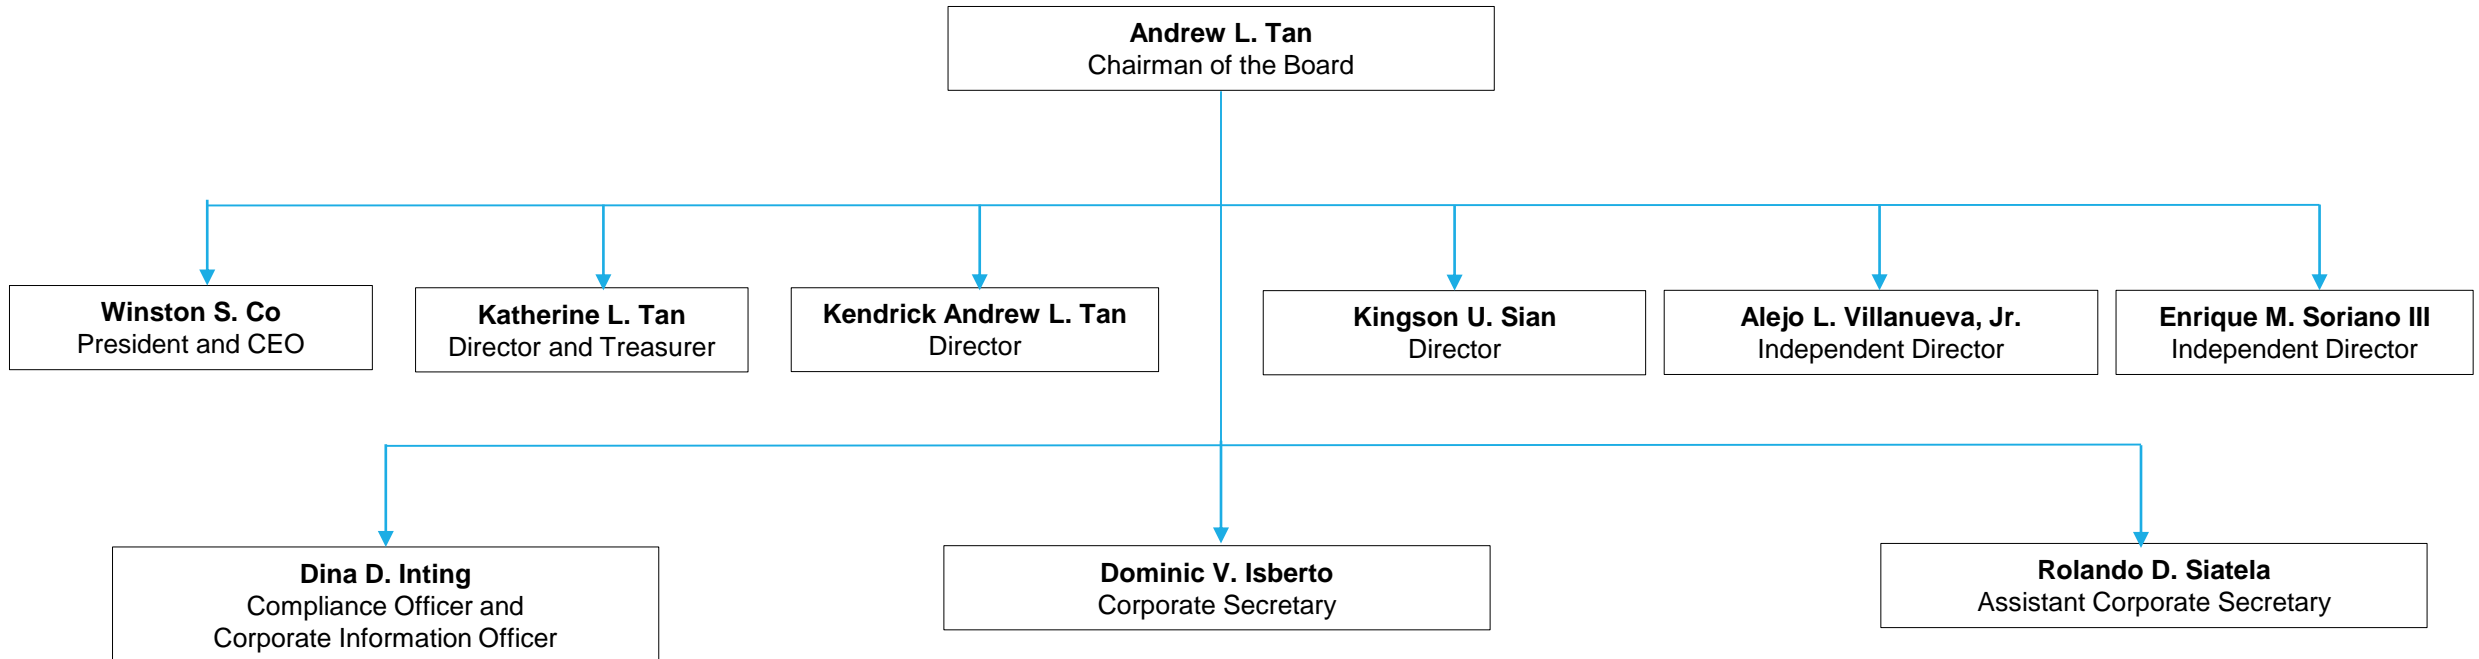 Andrew L. Tan
Chairman of the Board
Winston S. Co
President and CEO
Katherine L. Tan
Director and Treasurer
Kendrick Andrew L. Tan
Director
Kingson U. Sian
Director
Alejo L. Villanueva, Jr.
Independent Director
Enrique M. Soriano III
Independent Director
Dina D. Inting
Compliance Officer and
Corporate Information Officer
Dominic V. Isberto
Corporate Secretary
Rolando D. Siatela
Assistant Corporate Secretary